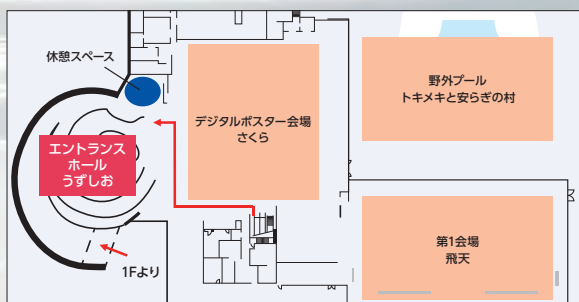 休憩スペース
デジタルポスター会場
さくら
野外プール
トキメキと安らぎの村
エントランス
ホール
うずしお
第1会場
飛天
1Fより